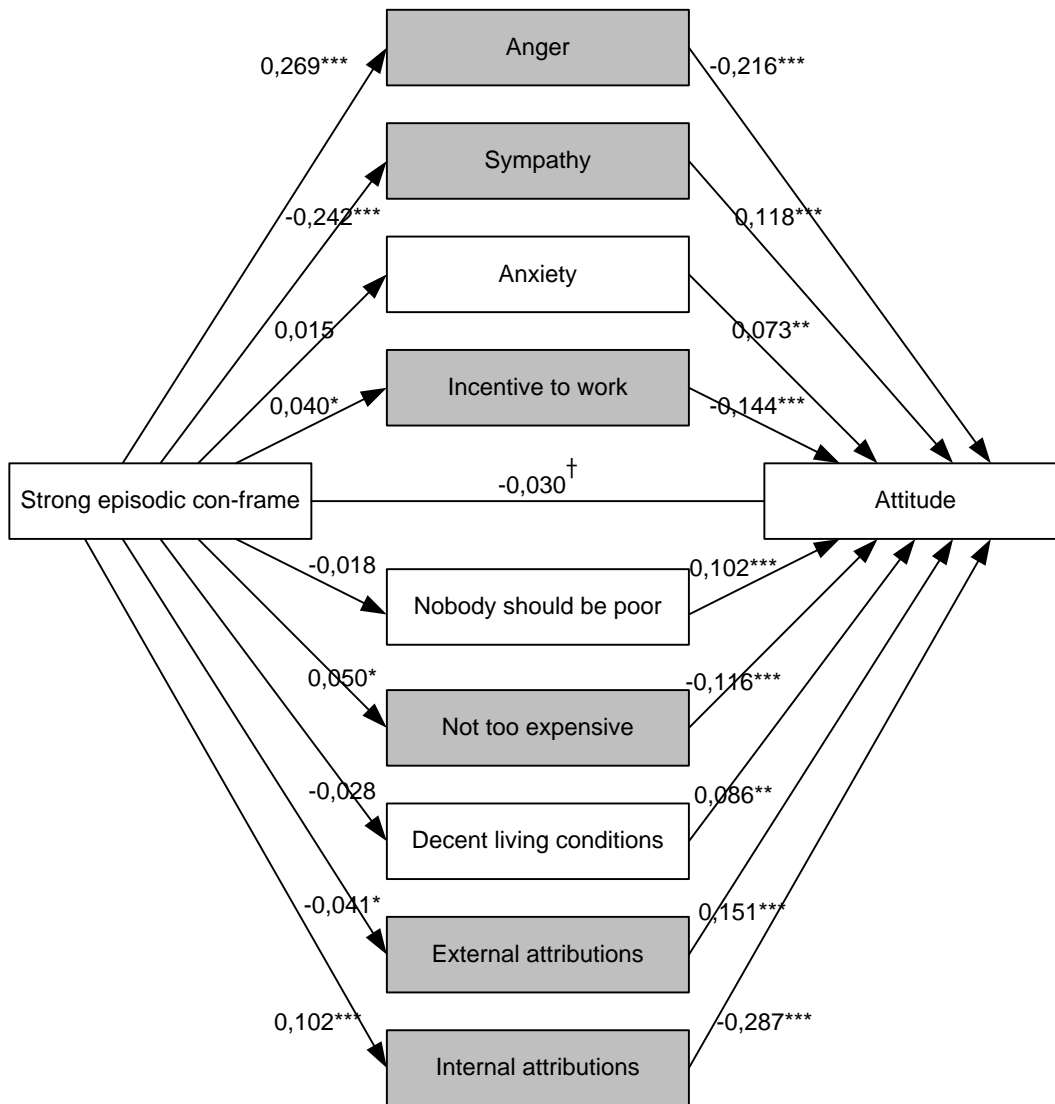 Anger
0,269***
-0,216***
Sympathy
-0,242***
0,118***
Anxiety
0,015
0,073**
Incentive to work
0,040*
-0,144***
Strong episodic con-frame
-0,030†
Attitude
-0,018
Nobody should be poor
0,102***
0,050*
-0,116***
Not too expensive
-0,028
0,086**
Decent living conditions
-0,041*
0,151***
External attributions
0,102***
-0,287***
Internal attributions